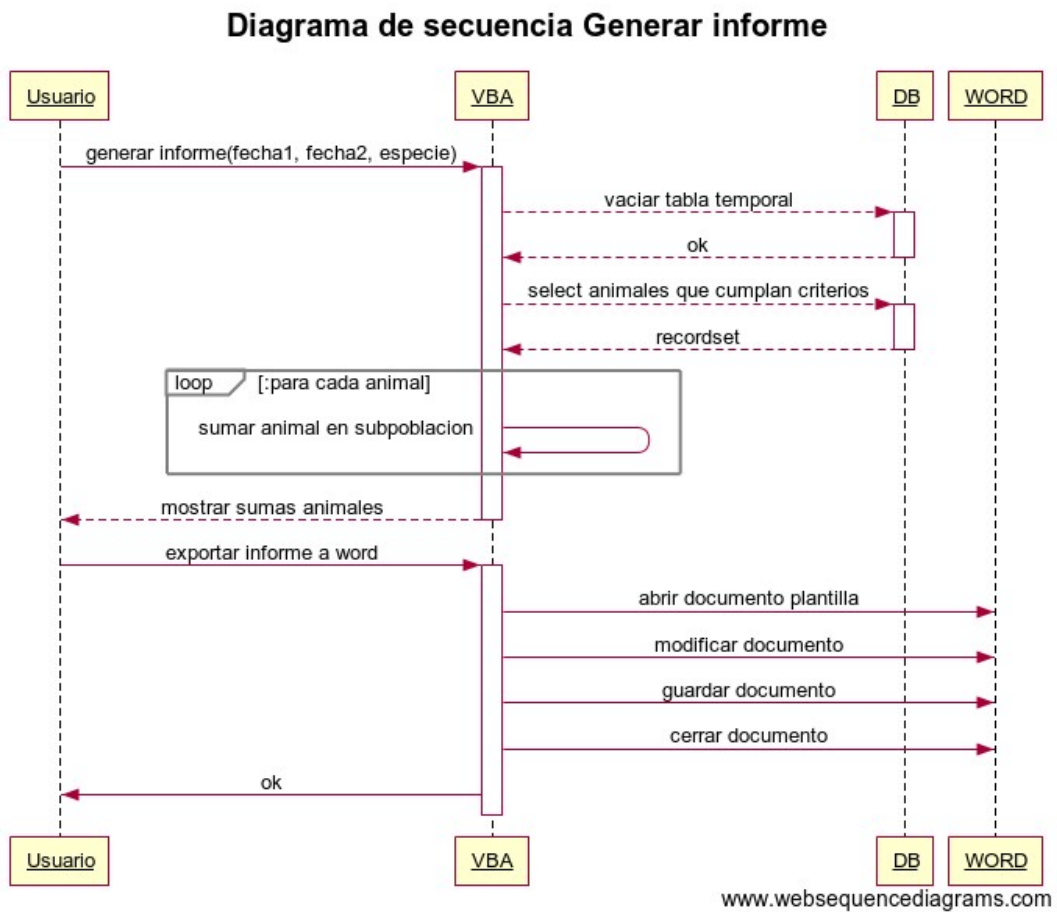 Diagrama de secuencia Generar informe
Usuario VBA DB WORD
generar informe(fecha1, fecha2, especie)
vaciar tabla temporal
ok
select animales que cumplan criterios
recordset
loop [:para cada animal]
sumar animal en subpoblacion
mostrar sumas animales
exportar informe a word
abrir documento plantilla
modificar documento
guardar documento
cerrar documento
ok
Usuario VBA DB WORD
www.websequencediagrams.com